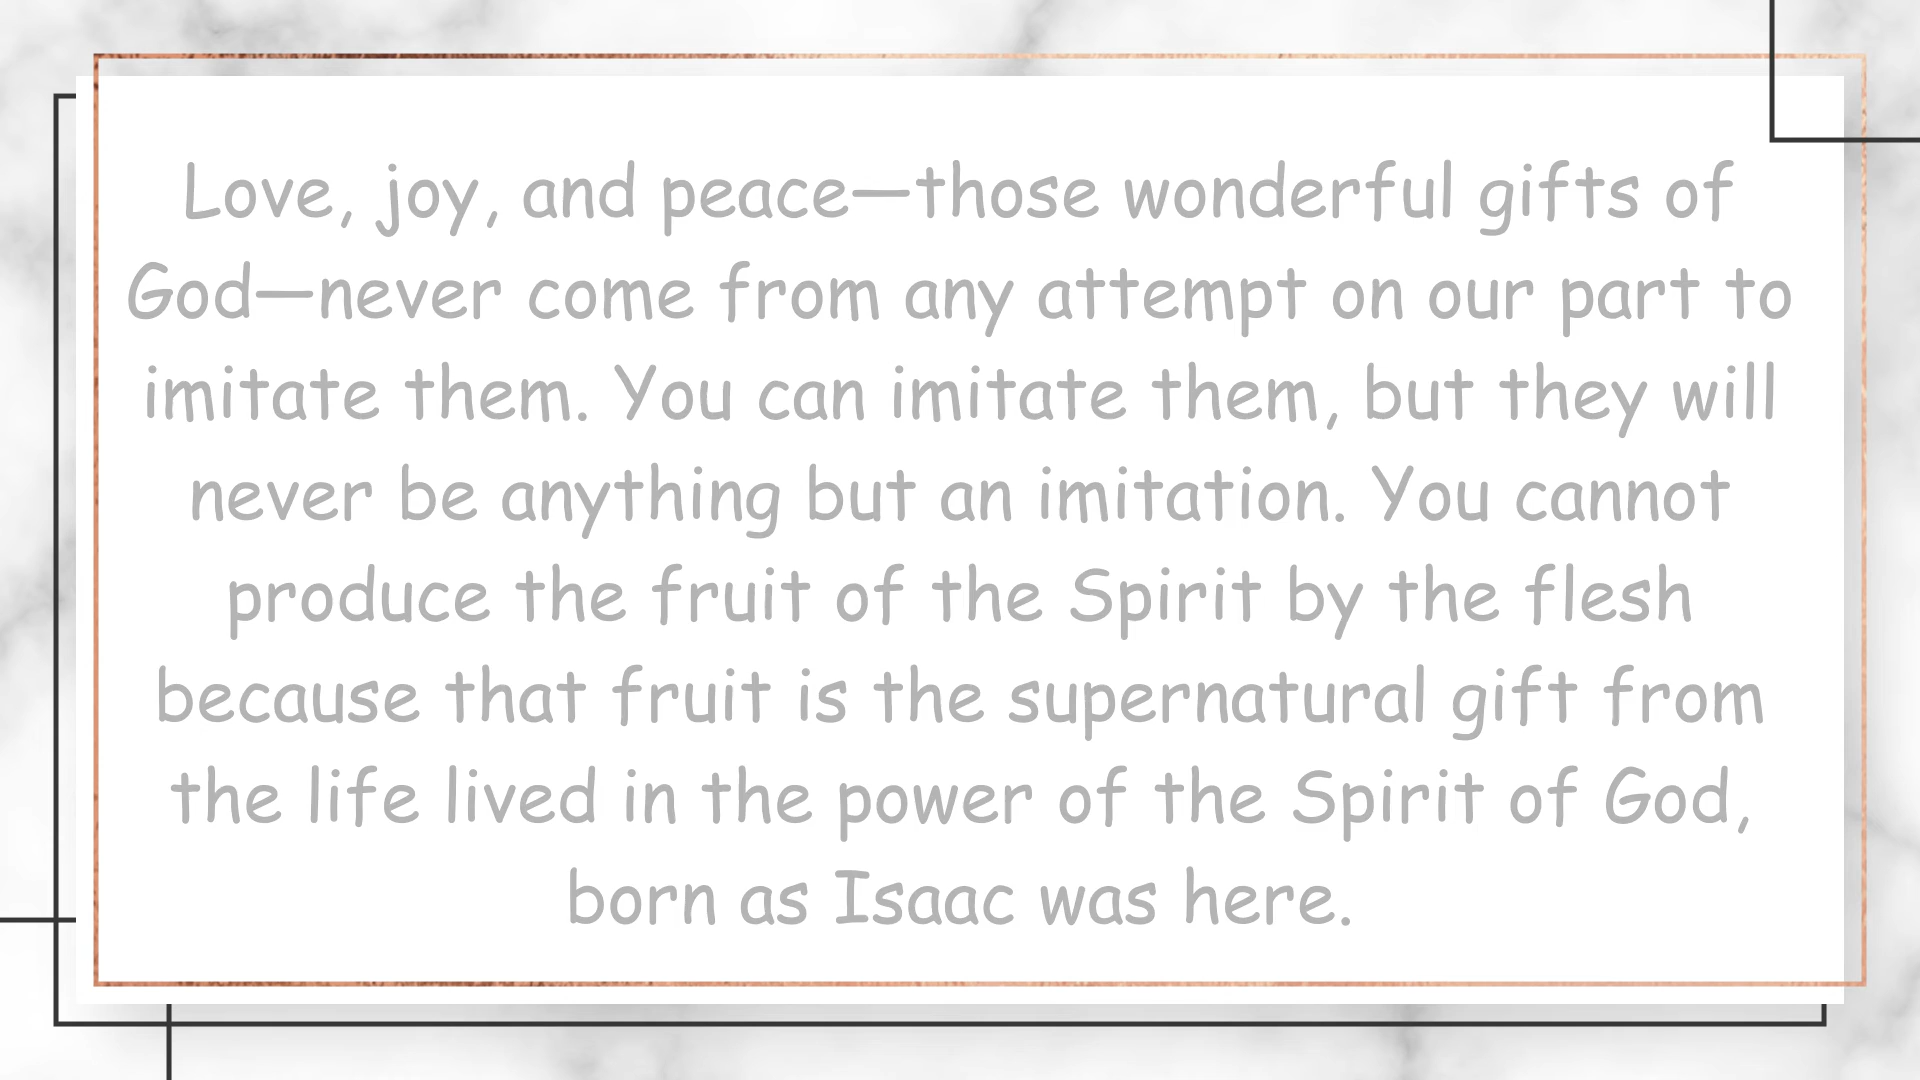 Love, joy, and peace—those wonderful gifts of
God—never come from any attempt on our part to
imitate them. You can imitate them, but they will
never be anything but an imitation. You cannot
produce the fruit of the Spirit by the flesh
because that fruit is the supernatural gift from
the life lived in the power of the Spirit of God,
born as Isaac was here.